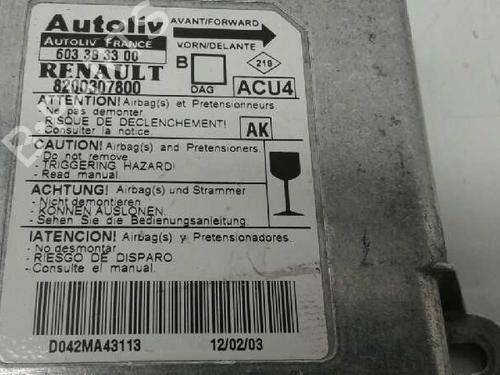 Autoliv
AVANT/FORWARD
AUTOLIV FRANCE
VORN/DELANTE
603 38 33 00
RENAULT
8200307800
B
DAG
219
ACU4
ATTENTION! Airbag(s) et Pretensionneurs.
- Ne pas demonter
- RISQUE DE DECLENCHEMENT!
- Consulter la notice.
AK
CAUTION! Airbag(s) and Pretensioners.
- Do not remove
- TRIGGERING HAZARD!
- Read manual.
ACHTUNG! Airbag(s) und Strammer
- Nicht demontieren.
- KÖNNEN AUSLÖNEN.
- Sehen Sie die Bedienungsanleitung.
¡ATENCION! Airbag(s) y Pretensionadores.
- No desmontar
- RIESGO DE DISPARO.
- Consulte el manual.
D042MA43113
12/02/03